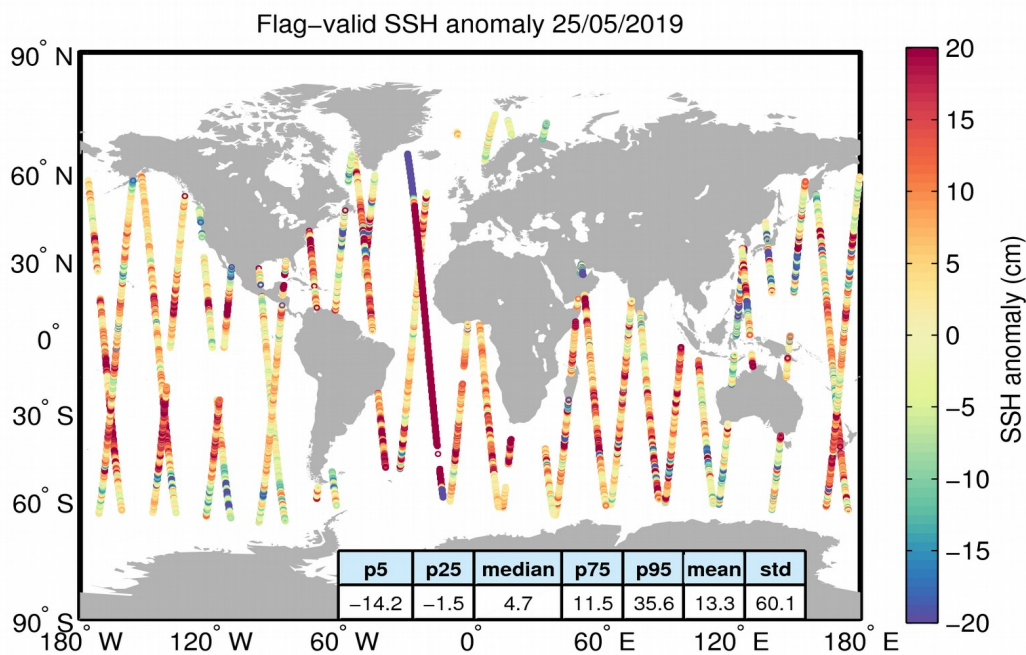 Flag−valid SSH anomaly 25/05/2019
90° N
60° N
30° N
0°
30° S
60° S
90° S
180° W
120° W
60° W
0°
60° E
120° E
180° E
p5 p25 median p75 p95 mean std
−14.2 −1.5 4.7 11.5 35.6 13.3 60.1
20
15
10
5
0
−5
−10
−15
−20
SSH anomaly (cm)